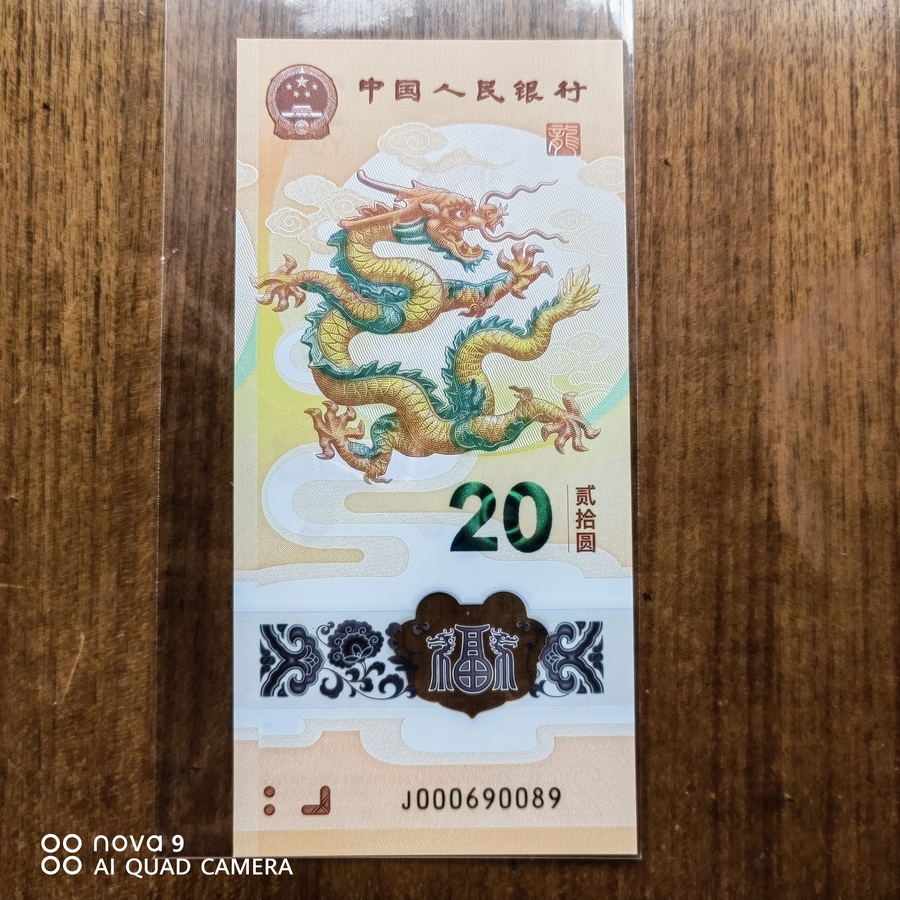 中国人民银行
龍
20
贰拾圆
福
J000690089
nova 9
AI QUAD CAMERA